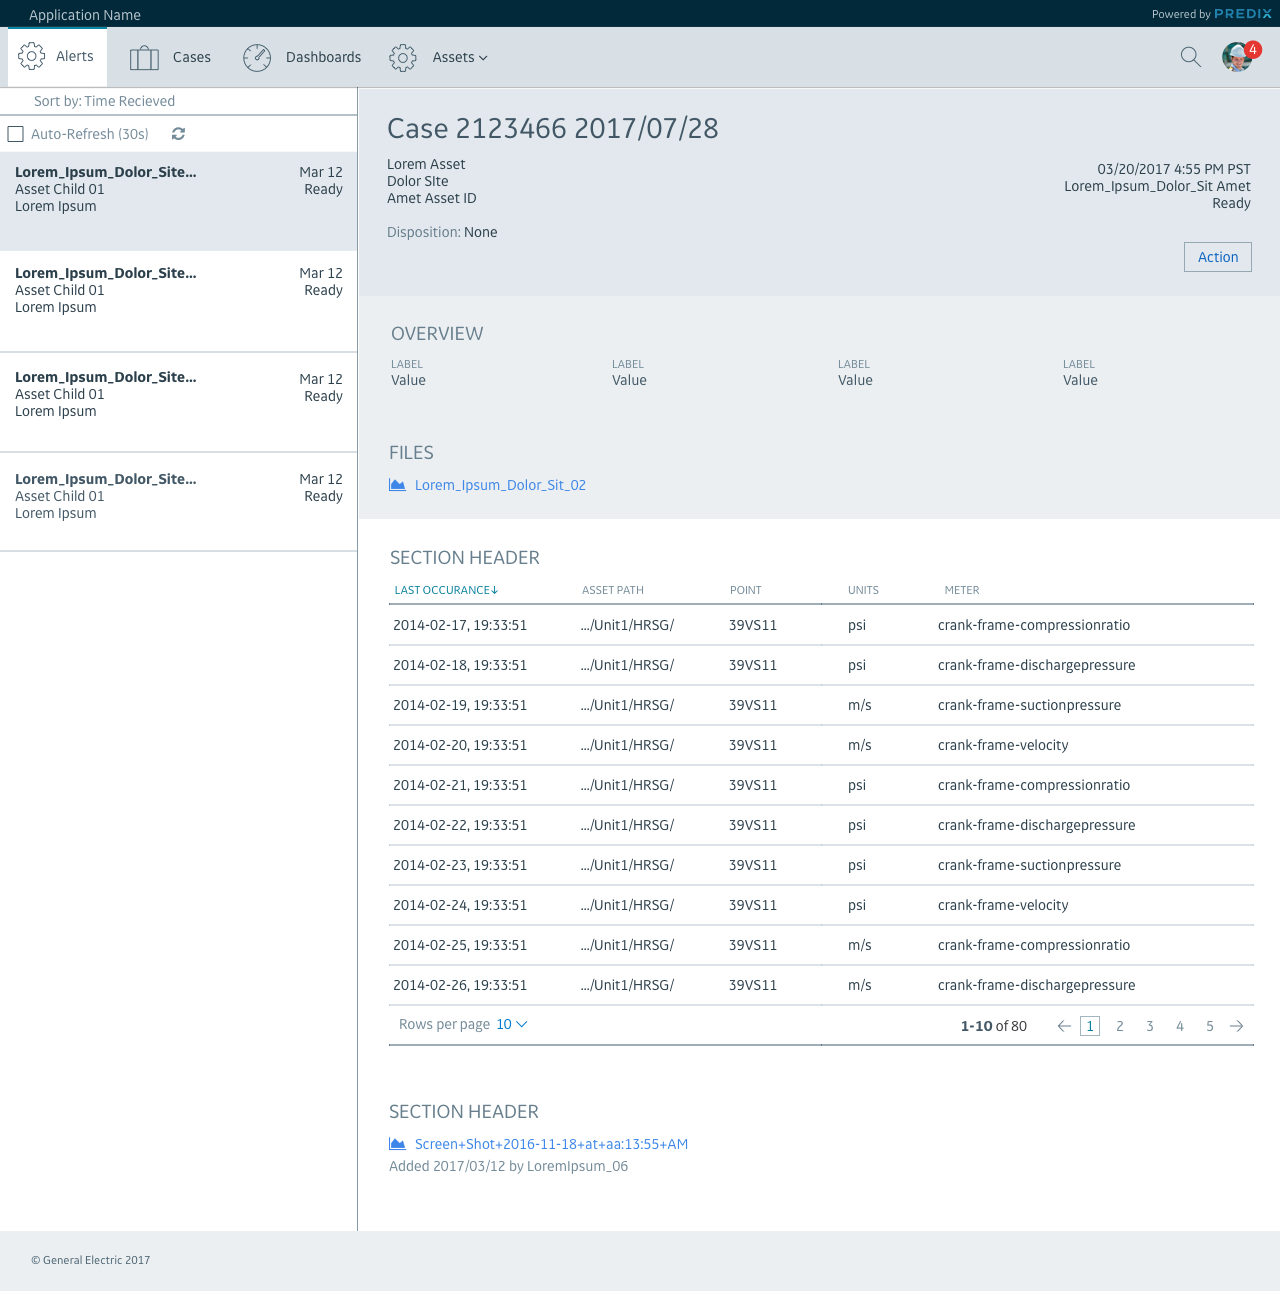 Application Name
Powered by PREDIX
Alerts
Cases
Dashboards
Assets
4
Sort by: Time Recieved
Auto-Refresh (30s)
Lorem_Ipsum_Dolor_Site... Mar 12
Asset Child 01 Ready
Lorem Ipsum
Lorem_Ipsum_Dolor_Site... Mar 12
Asset Child 01 Ready
Lorem Ipsum
Lorem_Ipsum_Dolor_Site... Mar 12
Asset Child 01 Ready
Lorem Ipsum
Lorem_Ipsum_Dolor_Site... Mar 12
Asset Child 01 Ready
Lorem Ipsum
Case 2123466 2017/07/28
Lorem Asset
Dolor SIte
Amet Asset ID
Disposition: None
03/20/2017 4:55 PM PST
Lorem_Ipsum_Dolor_Sit Amet
Ready
Action
OVERVIEW
LABEL LABEL LABEL LABEL
Value Value Value Value
FILES
Lorem_Ipsum_Dolor_Sit_02
SECTION HEADER
LAST OCCURANCE↓ ASSET PATH POINT UNITS METER
2014-02-17, 19:33:51 .../Unit1/HRSG/ 39VS11 psi crank-frame-compressionratio
2014-02-18, 19:33:51 .../Unit1/HRSG/ 39VS11 psi crank-frame-dischargepressure
2014-02-19, 19:33:51 .../Unit1/HRSG/ 39VS11 m/s crank-frame-suctionpressure
2014-02-20, 19:33:51 .../Unit1/HRSG/ 39VS11 m/s crank-frame-velocity
2014-02-21, 19:33:51 .../Unit1/HRSG/ 39VS11 psi crank-frame-compressionratio
2014-02-22, 19:33:51 .../Unit1/HRSG/ 39VS11 psi crank-frame-dischargepressure
2014-02-23, 19:33:51 .../Unit1/HRSG/ 39VS11 psi crank-frame-suctionpressure
2014-02-24, 19:33:51 .../Unit1/HRSG/ 39VS11 psi crank-frame-velocity
2014-02-25, 19:33:51 .../Unit1/HRSG/ 39VS11 m/s crank-frame-compressionratio
2014-02-26, 19:33:51 .../Unit1/HRSG/ 39VS11 m/s crank-frame-dischargepressure
Rows per page 10 1-10 of 80 ← 1 2 3 4 5 →
SECTION HEADER
Screen+Shot+2016-11-18+at+aa:13:55+AM
Added 2017/03/12 by LoremIpsum_06
© General Electric 2017